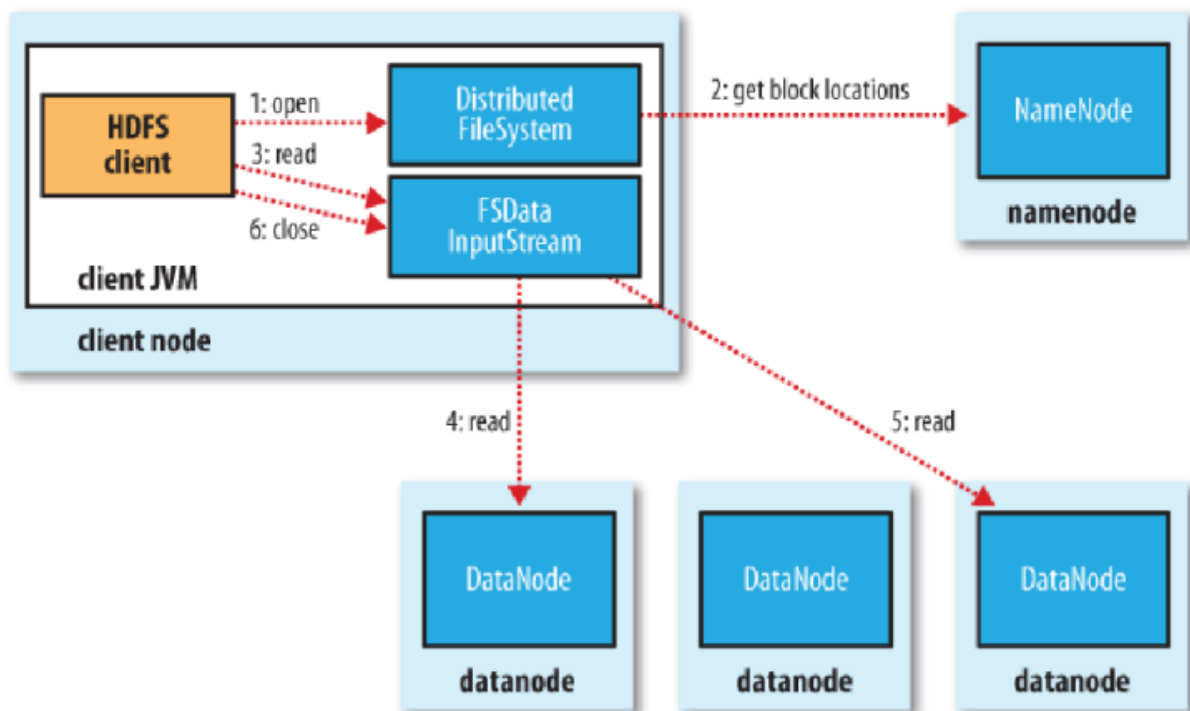 1: open
Distributed
FileSystem
2: get block locations
NameNode
HDFS
client
3: read
FSData
InputStream
6: close
namenode
client JVM
client node
4: read
5: read
DataNode
DataNode
DataNode
datanode
datanode
datanode